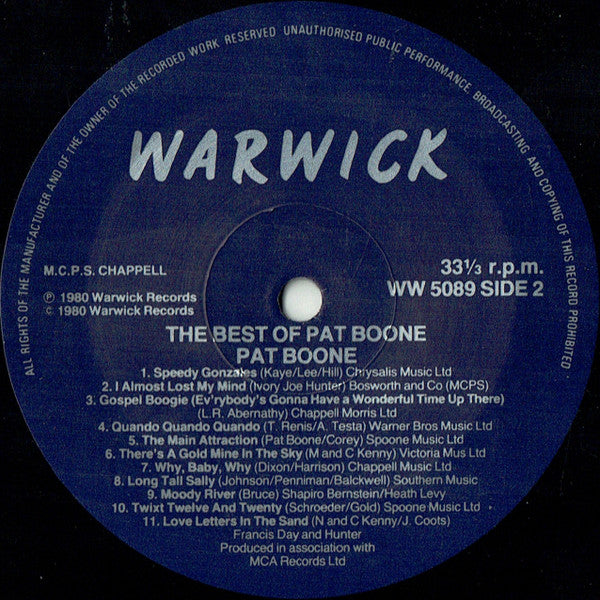 ALL RIGHTS OF THE MANUFACTURER AND OF THE OWNER OF THE RECORDED WORK RESERVED UNAUTHORISED PUBLIC PERFORMANCE BROADCASTING AND COPYING OF THIS RECORD PROHIBITED
WARWICK
M.C.P.S. CHAPPELL
33⅓ r.p.m.
WW 5089 SIDE 2
℗ 1980 Warwick Records
© 1980 Warwick Records
THE BEST OF PAT BOONE
PAT BOONE
1. Speedy Gonzales (Kaye/Lee/Hill) Chrysalis Music Ltd
2. I Almost Lost My Mind (Ivory Joe Hunter) Bosworth and Co (MCPS)
3. Gospel Boogie (Ev'rybody's Gonna Have a Wonderful Time Up There)
(L.R. Abernathy) Chappell Morris Ltd
4. Quando Quando Quando (T. Renis/A. Testa) Warner Bros Music Ltd
5. The Main Attraction (Pat Boone/Corey) Spoone Music Ltd
6. There's A Gold Mine In The Sky (M and C Kenny) Victoria Mus Ltd
7. Why, Baby, Why (Dixon/Harrison) Chappell Music Ltd
8. Long Tall Sally (Johnson/Penniman/Balckwell) Southern Music
9. Moody River (Bruce) Shapiro Bernstein/Heath Levy
10. Twixt Twelve And Twenty (Schroeder/Gold) Spoone Music Ltd
11. Love Letters In The Sand (N and C Kenny/J. Coots)
Francis Day and Hunter
Produced in association with
MCA Records Ltd